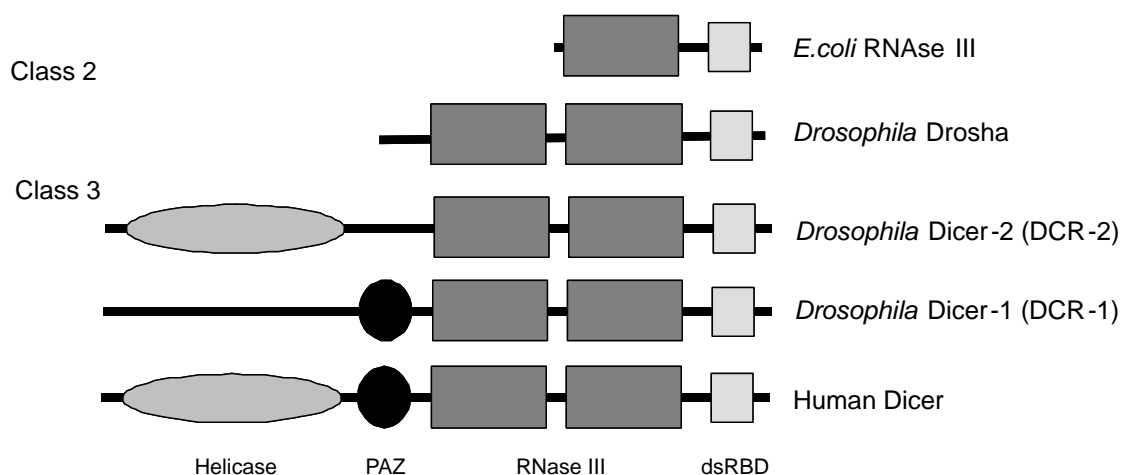 E.coli RNAse III
Class 2
Drosophila Drosha
Class 3
Drosophila Dicer-2 (DCR-2)
Drosophila Dicer-1 (DCR-1)
Human Dicer
Helicase PAZ RNase III dsRBD